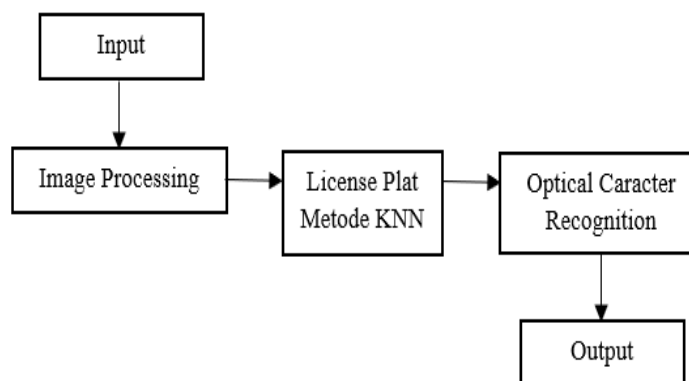 Input
Image Processing
License Plat
Metode KNN
Optical Caracter
Recognition
Output